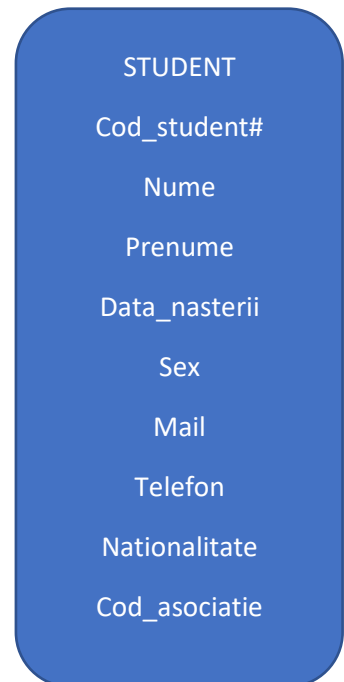 STUDENT
Cod_student#
Nume
Prenume
Data_nasterii
Sex
Mail
Telefon
Nationalitate
Cod_asociatie